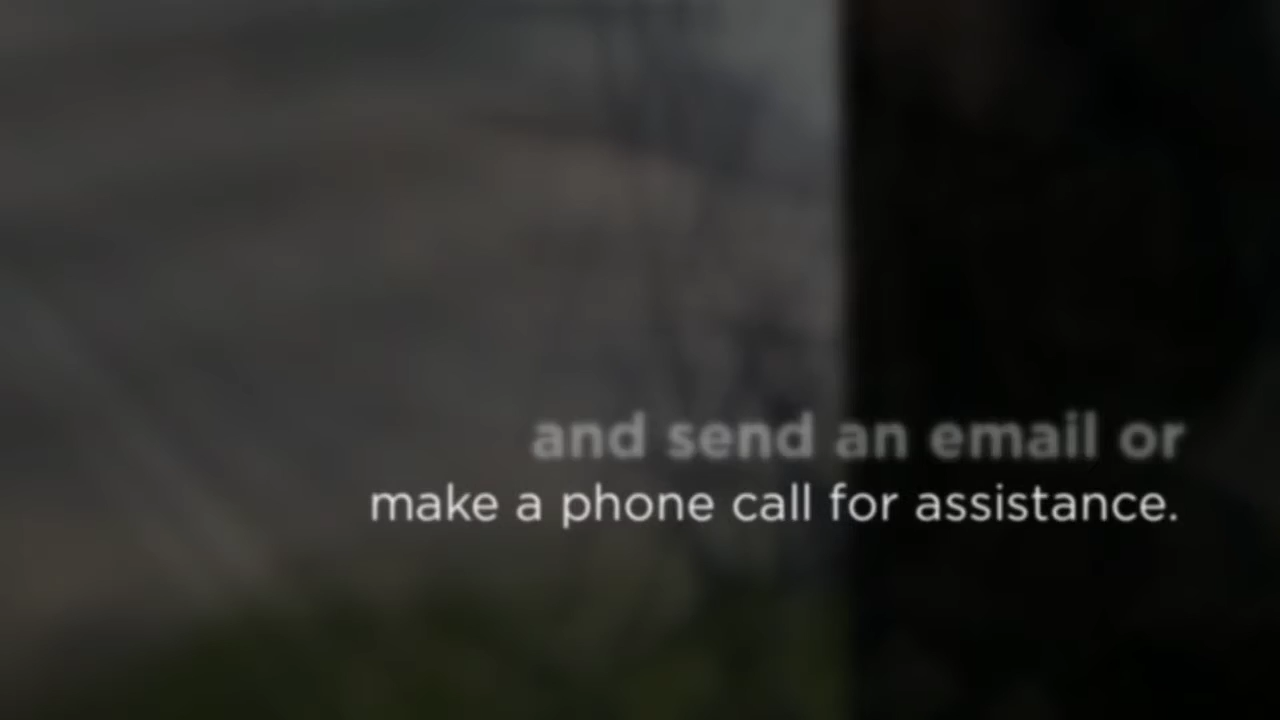 and send an email or
make a phone call for assistance.